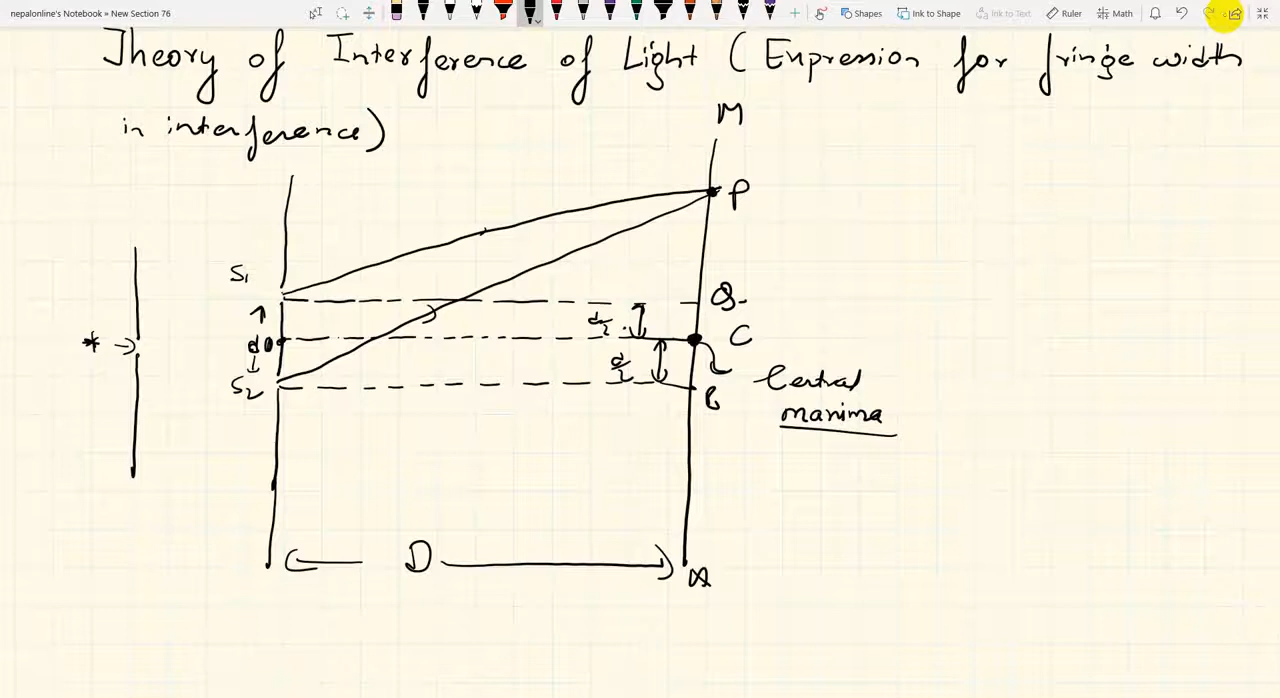 nepalonline's Notebook » New Section 76
Shapes
Ink to Shape
Ink to Text
Ruler
Math
Theory of Interference of Light ( Expression for fringe width
in interference)
M
P
S1
Q
d/2
C
d
d/2
S2
B
Central
maxima
D